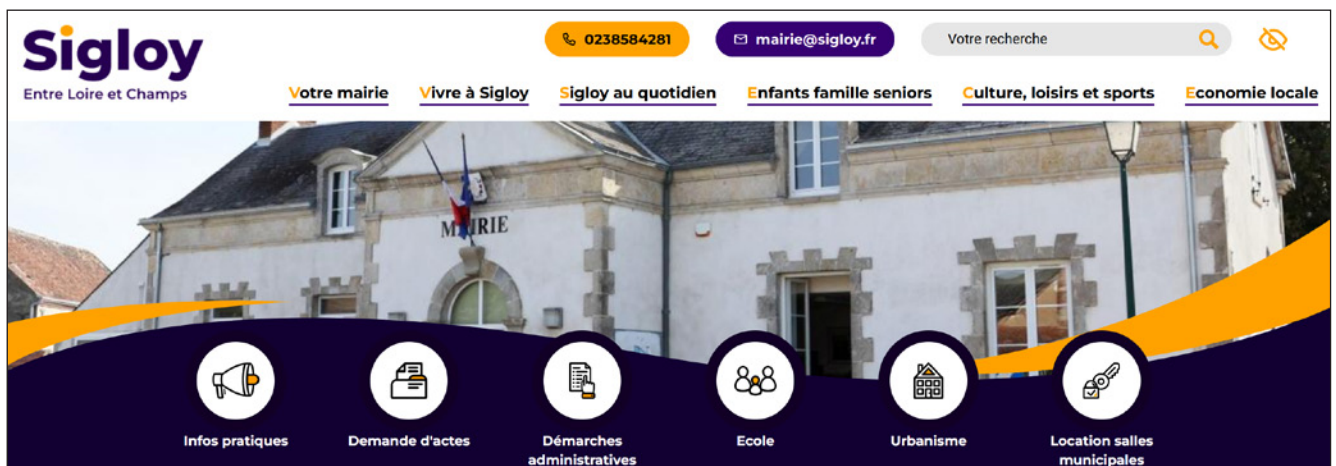 Sigloy
Entre Loire et Champs
0238584281
mairie@sigloy.fr
Votre recherche
Votre mairie
Vivre à Sigloy
Sigloy au quotidien
Enfants famille seniors
Culture, loisirs et sports
Economie locale
MAIRIE
Infos pratiques
Demande d'actes
Démarches
administratives
Ecole
Urbanisme
Location salles
municipales